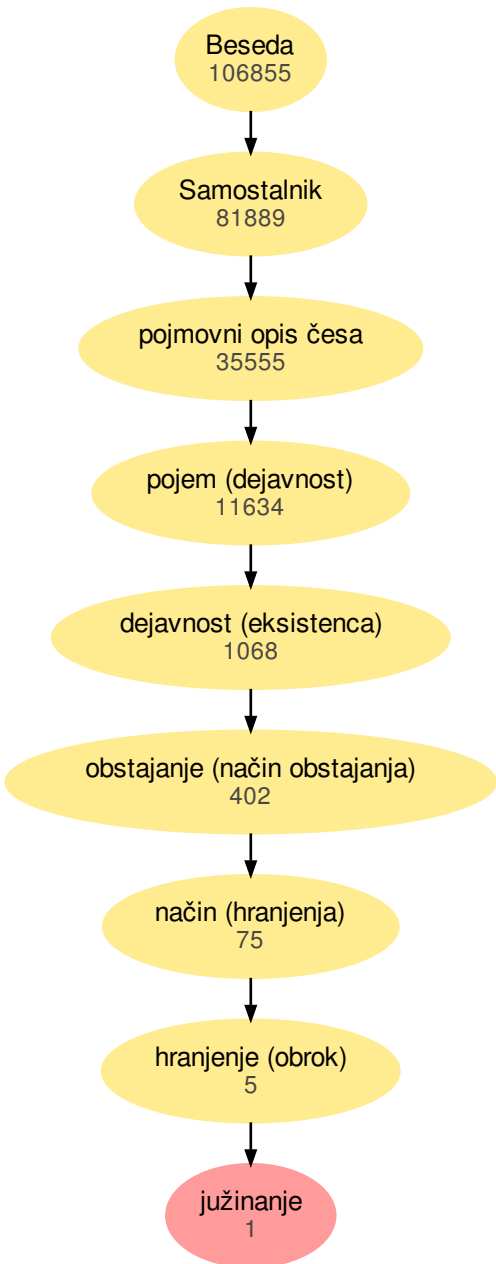 Beseda
106855
Samostalnik
81889
pojmovni opis česa
35555
pojem (dejavnost)
11634
dejavnost (eksistenca)
1068
obstajanje (način obstajanja)
402
način (hranjenja)
75
hranjenje (obrok)
5
južinanje
1